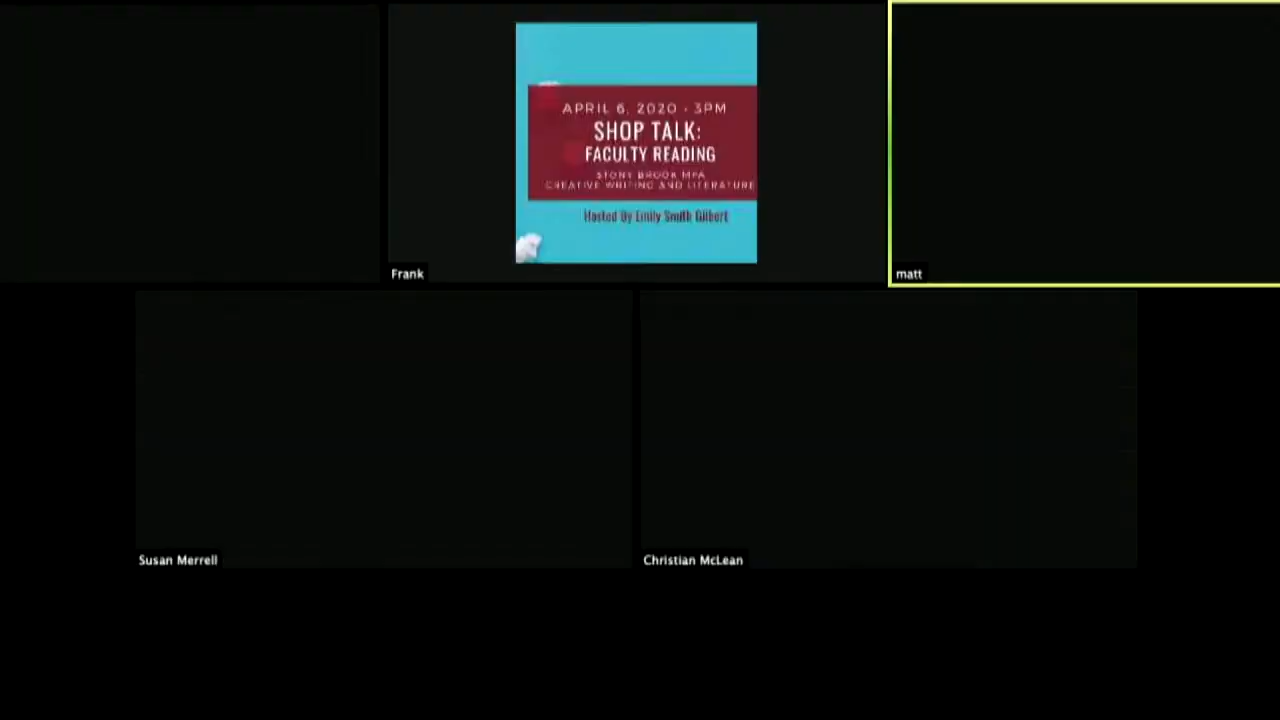 APRIL 6, 2020 - 3PM
SHOP TALK:
FACULTY READING
STONY BROOK MFA
CREATIVE WRITING AND LITERATURE
Hosted By Emily Smith Gilbert
Frank
matt
Susan Merrell
Christian McLean